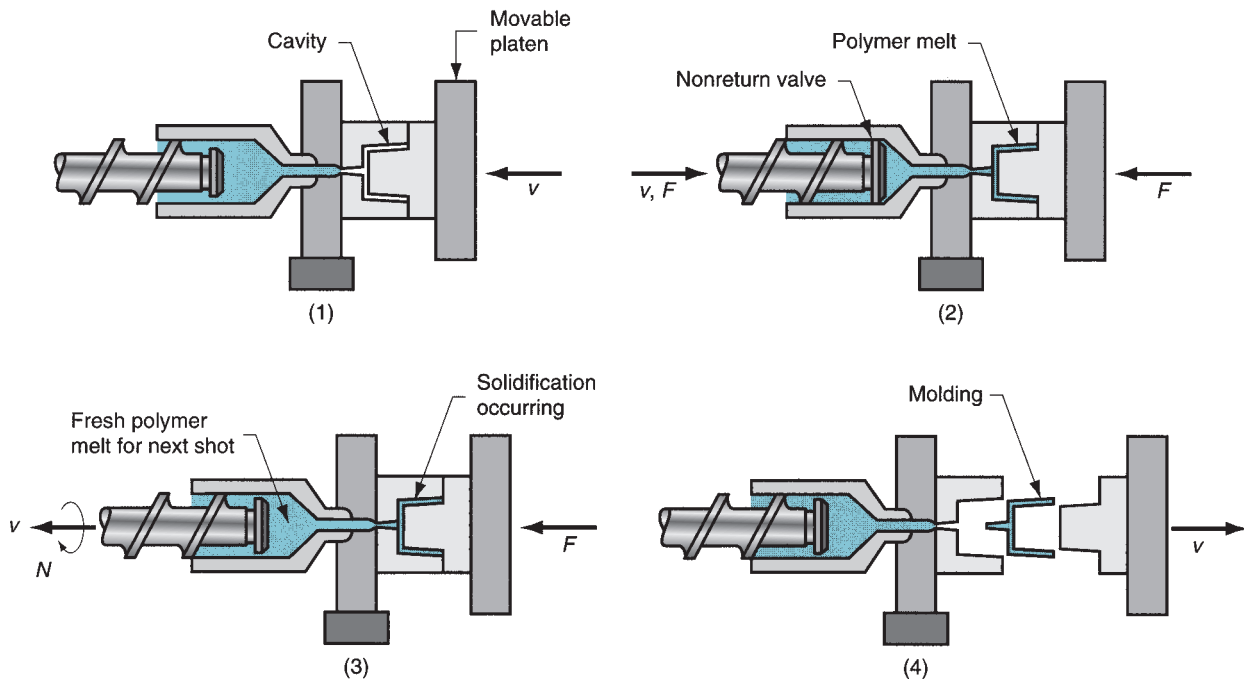 Movable
platen
Cavity
v
(1)
Polymer melt
Nonreturn valve
v, F
F
(2)
Solidification
occurring
Fresh polymer
melt for next shot
v
N
F
(3)
Molding
v
(4)